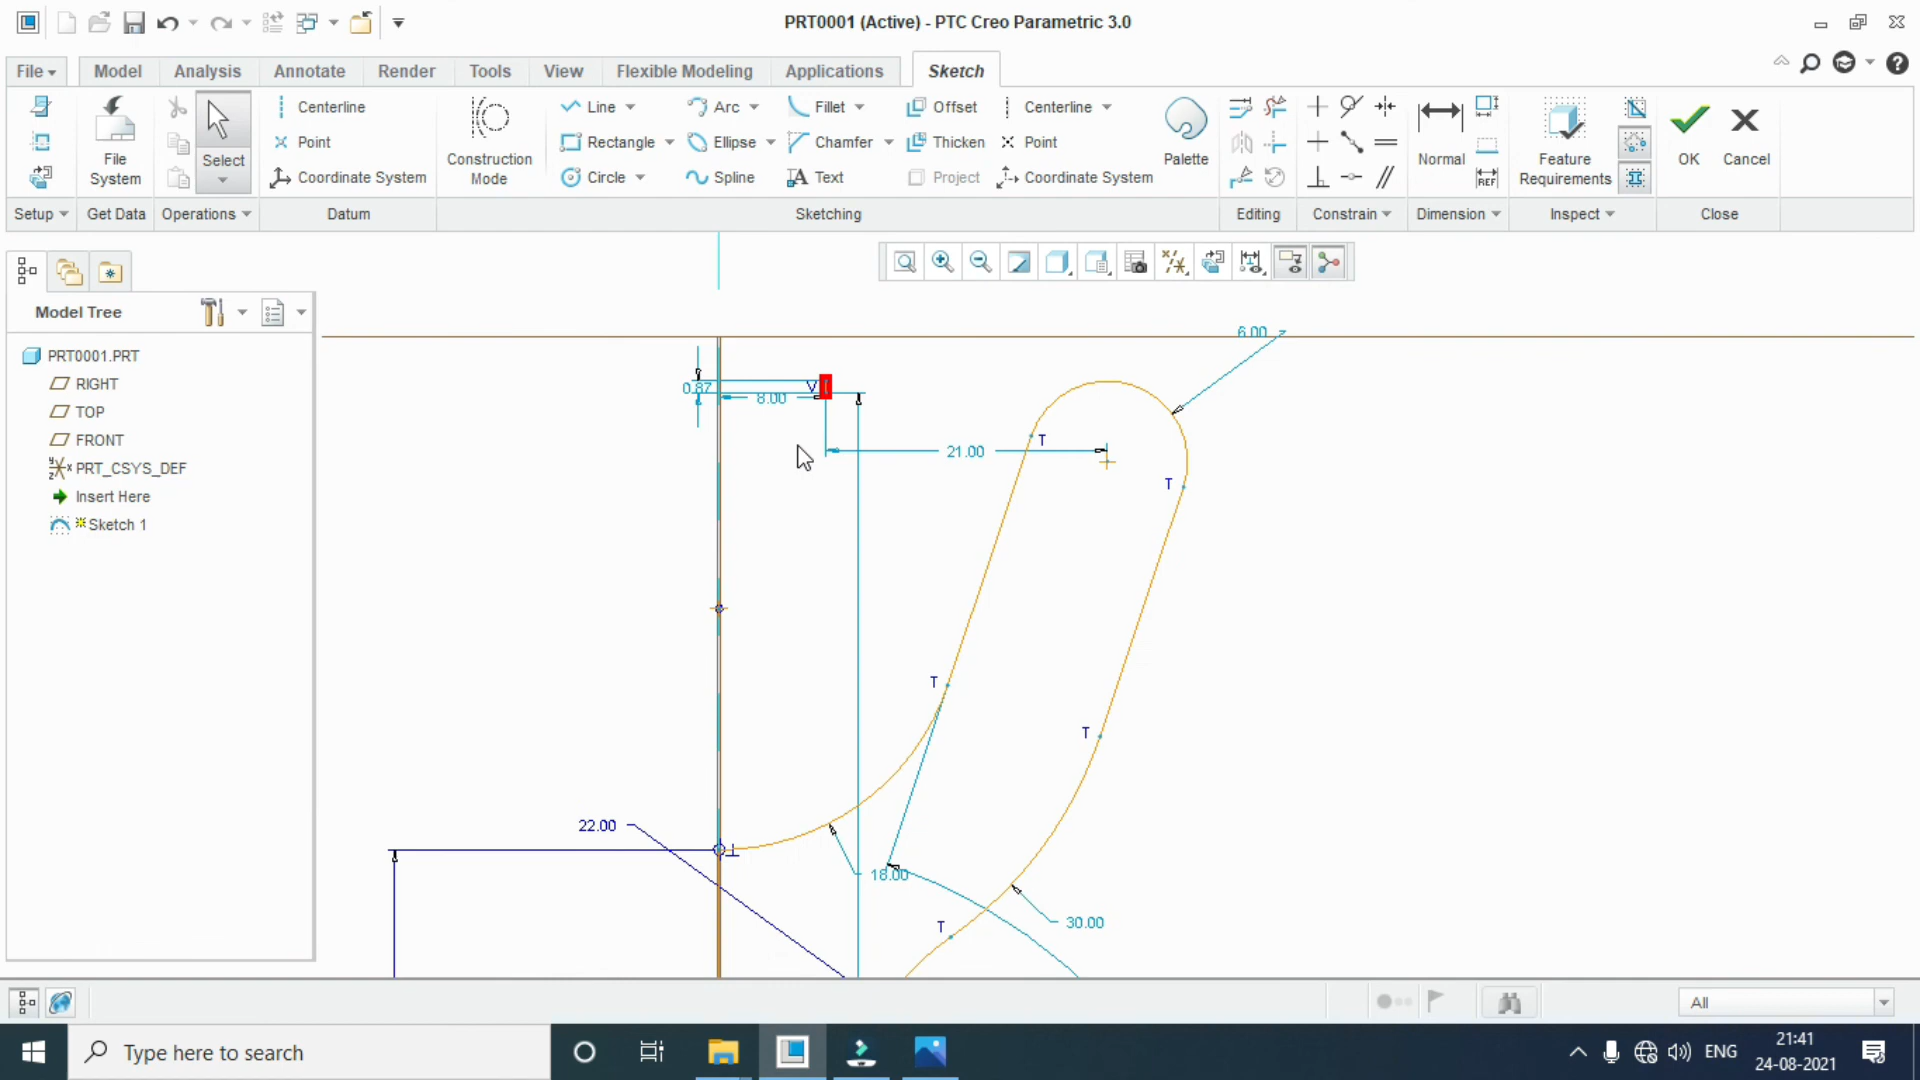 PRT0001 (Active) - PTC Creo Parametric 3.0
File Model Analysis Annotate Render Tools View Flexible Modeling Applications Sketch
Centerline Line Arc Fillet Offset Centerline
Point Rectangle Ellipse Chamfer Thicken Point
File System Select Construction Mode Palette Normal Feature Requirements OK Cancel
Coordinate System Circle Spline Text Project Coordinate System
Setup Get Data Operations Datum Sketching Editing Constrain Dimension Inspect Close
Model Tree
PRT0001.PRT
RIGHT
TOP
FRONT
PRT_CSYS_DEF
Insert Here
Sketch 1
6.00
0.87
V
8.00
T
21.00
T
T
T
22.00
18.00
30.00
T
All
Type here to search
ENG
21:41
24-08-2021